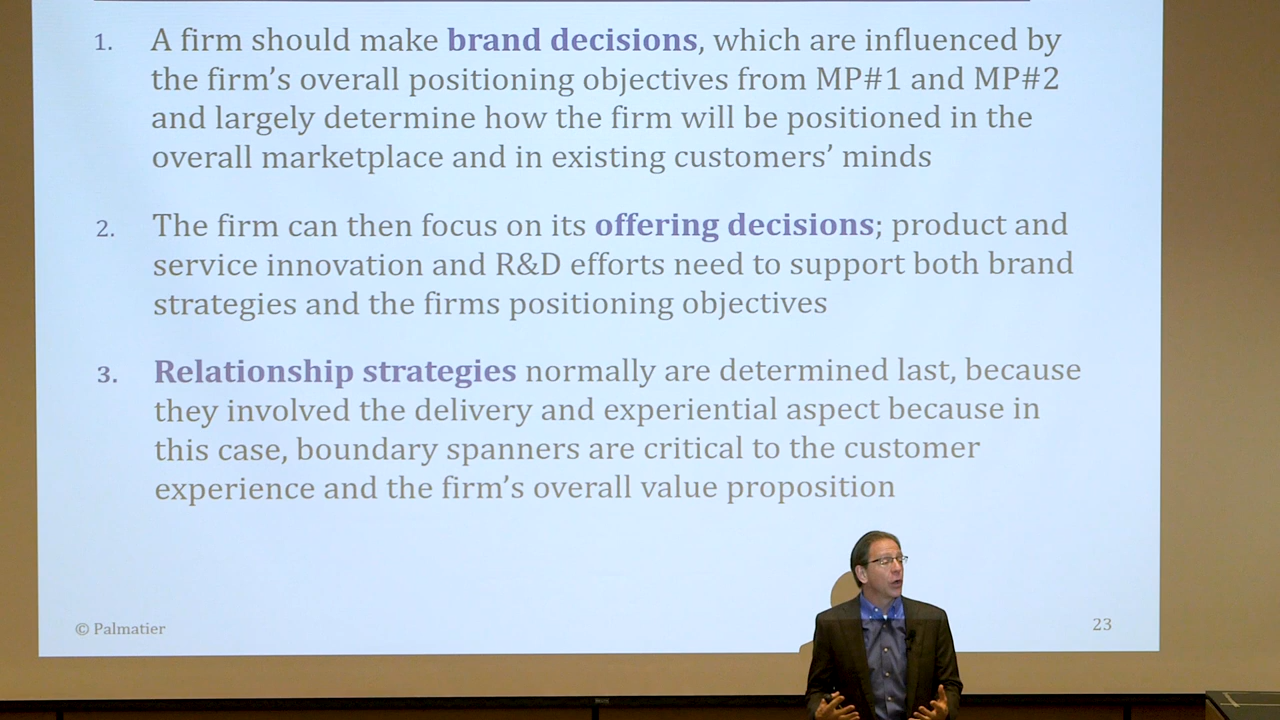 1. A firm should make brand decisions, which are influenced by
the firm's overall positioning objectives from MP#1 and MP#2
and largely determine how the firm will be positioned in the
overall marketplace and in existing customers' minds
2. The firm can then focus on its offering decisions; product and
service innovation and R&D efforts need to support both brand
strategies and the firms positioning objectives
3. Relationship strategies normally are determined last, because
they involved the delivery and experiential aspect because in
this case, boundary spanners are critical to the customer
experience and the firm's overall value proposition
© Palmatier
23